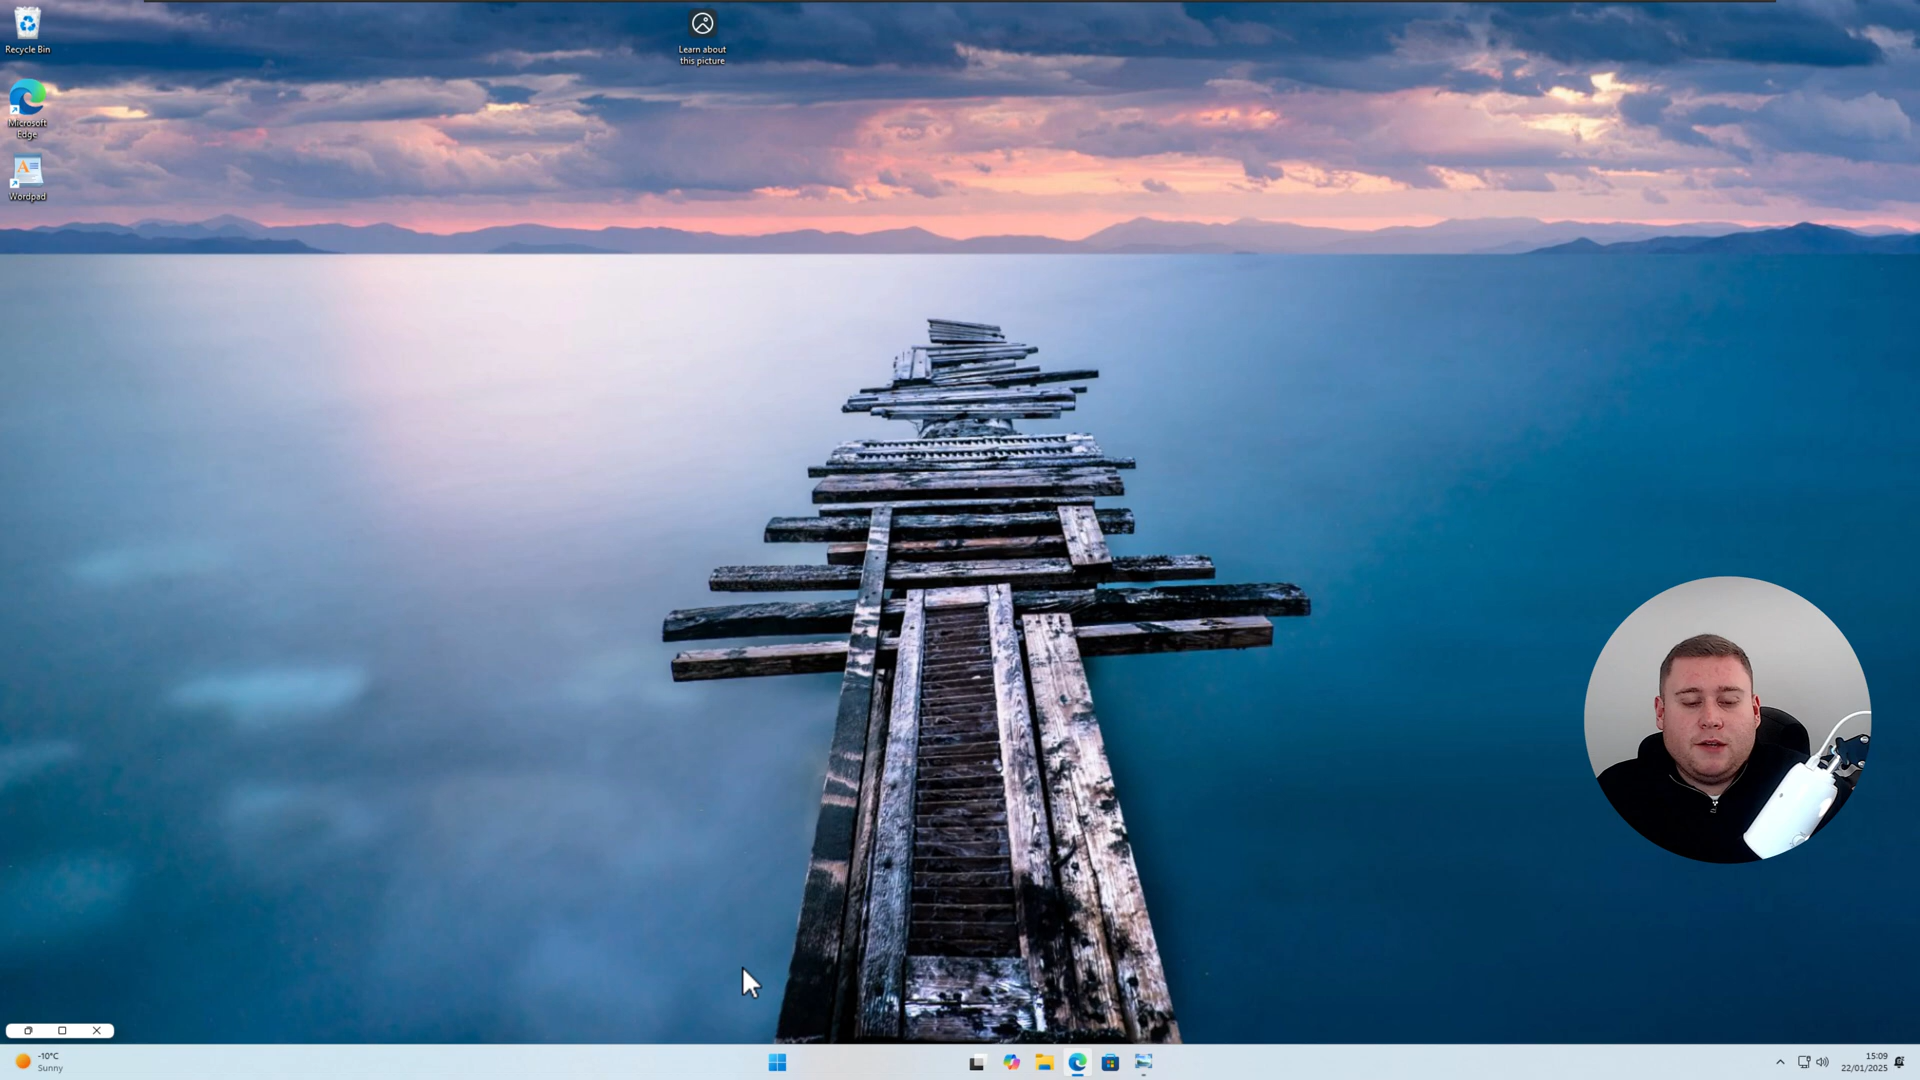 Recycle Bin
Learn about
this picture
Microsoft
Edge
Wordpad
-10°C
Sunny
15:09
22/01/2025